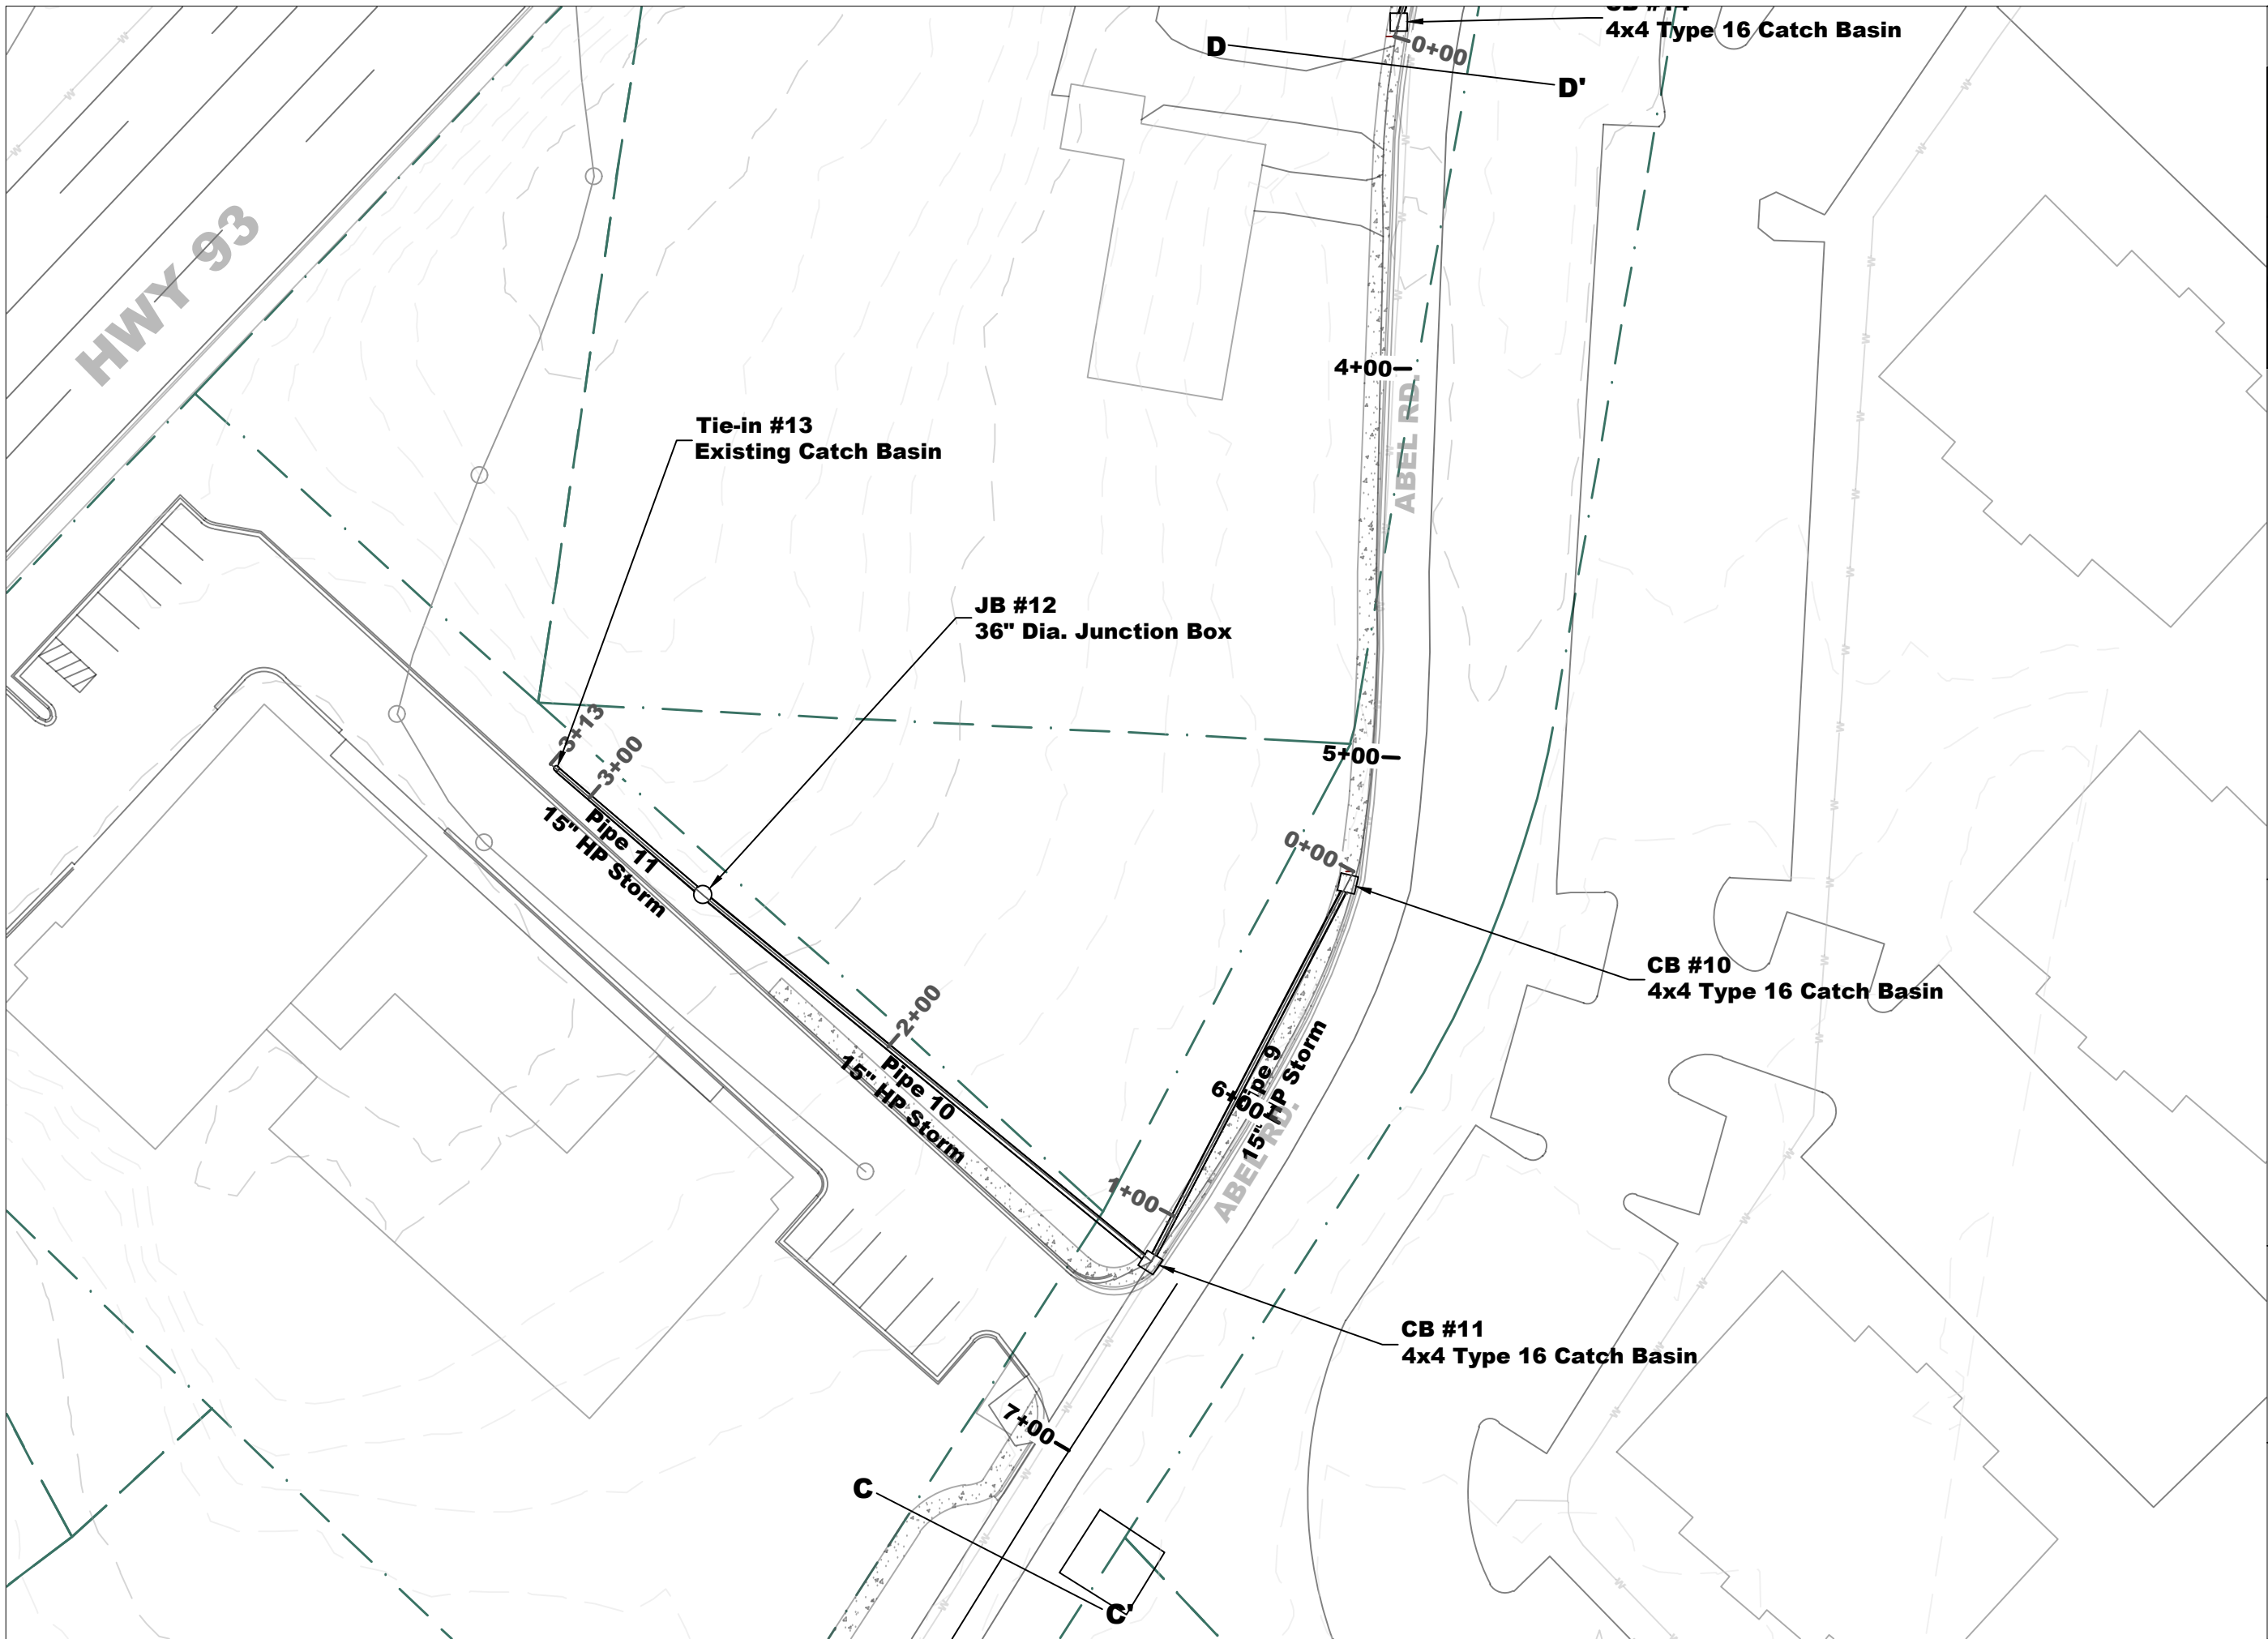 4x4 Type 16 Catch Basin
D
0+00
D'
HWY 93
4+00
ABEL RD.
Tie-in #13
Existing Catch Basin
JB #12
36" Dia. Junction Box
3+13
3+00
5+00
Pipe 11
15" HP Storm
0+00
CB #10
4x4 Type 16 Catch Basin
2+00
Pipe 10
15" HP Storm
6+00
Pipe 9
15" HP Storm
ABEL RD.
1+00
CB #11
4x4 Type 16 Catch Basin
7+00
C
C'